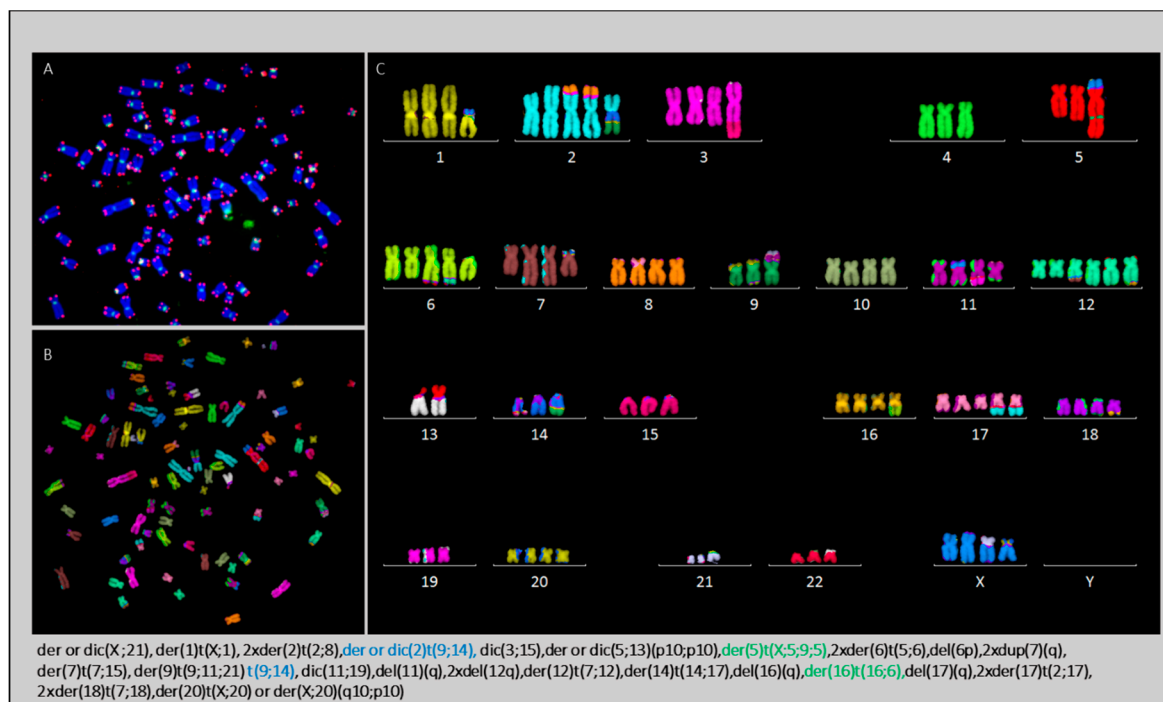 A
C
1 2 3 4 5
6 7 8 9 10 11 12
B
13 14 15 16 17 18
19 20 21 22 X Y
der or dic(X;21), der(1)t(X;1), 2xder(2)t(2;8),der or dic(2)t(9;14), dic(3;15),der or dic(5;13)(p10;p10),der(5)t(X;5;9;5),2xder(6)t(5;6),del(6p),2xdup(7)(q),
der(7)t(7;15), der(9)t(9;11;21) t(9;14), dic(11;19),del(11)(q),2xdel(12q),der(12)t(7;12),der(14)t(14;17),del(16)(q),der(16)t(16;6),del(17)(q),2xder(17)t(2;17),
2xder(18)t(7;18),der(20)t(X;20) or der(X;20)(q10;p10)